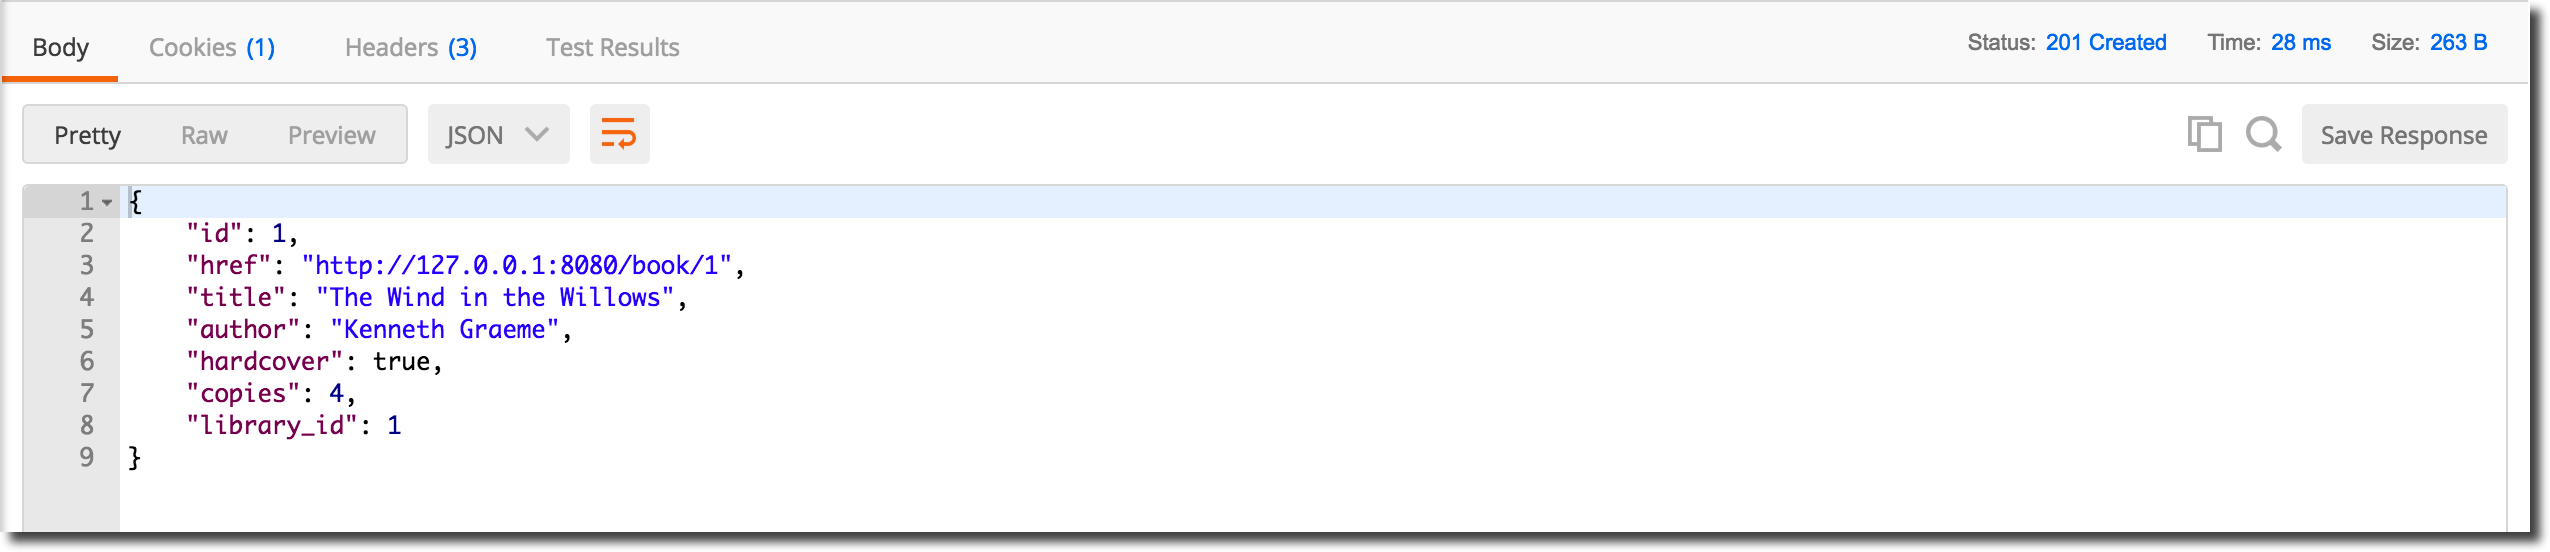 Body Cookies (1) Headers (3) Test Results Status: 201 Created Time: 28 ms Size: 263 B
Pretty Raw Preview JSON Save Response
1 {
2 "id": 1,
3 "href": "http://127.0.0.1:8080/book/1",
4 "title": "The Wind in the Willows",
5 "author": "Kenneth Graeme",
6 "hardcover": true,
7 "copies": 4,
8 "library_id": 1
9 }